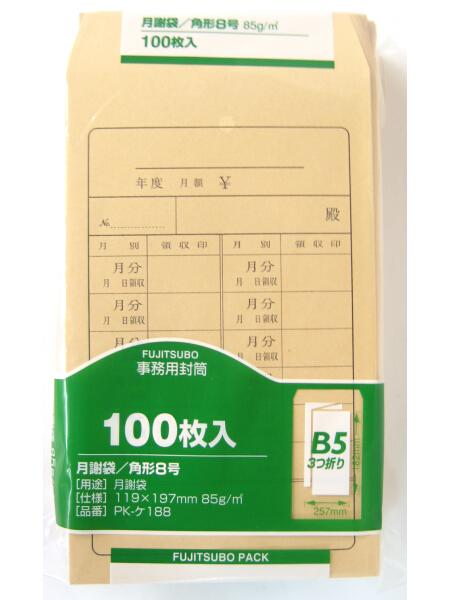 月謝袋／角形8号 85g/㎡
100枚入
年度 月額 ¥
№
殿
月 別 領収印 月 別 領収印
月分 月分
月 日領収 月 日領収
月分 月分
月 日領収 月 日領収
月分 月分
FUJITSUBO
事務用封筒
100枚入
月謝袋／角形8号
[用途] 月謝袋
[仕様] 119×197mm 85g/㎡
[品番] PK-ケ188
B5
3つ折り
182mm
257mm
FUJITSUBO PACK